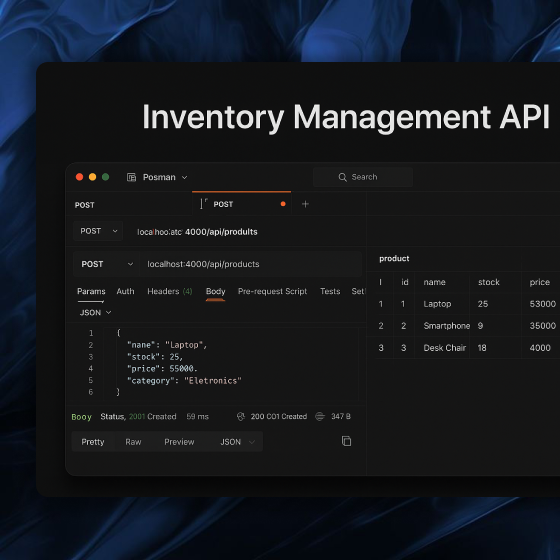 Inventory Management API
Posman
Search
POST
POST
POST
4000/api/prodults
POST
localhost:4000/api/products
Params Auth Headers (4) Body Pre-request Script Tests Set
JSON
1 {
2 "nane": "Laptop",
3 "stock": 25,
4 "price": 55000.
5 "category": "Eletronics"
6 }
Booy Status, 2001 Created 59 ms 200 CO1 Created 347 B
Pretty Raw Preview JSON
product
I id name stock price
1 1 Laptop 25 53000
2 2 Smartphone 9 35000
3 3 Desk Chair 18 4000